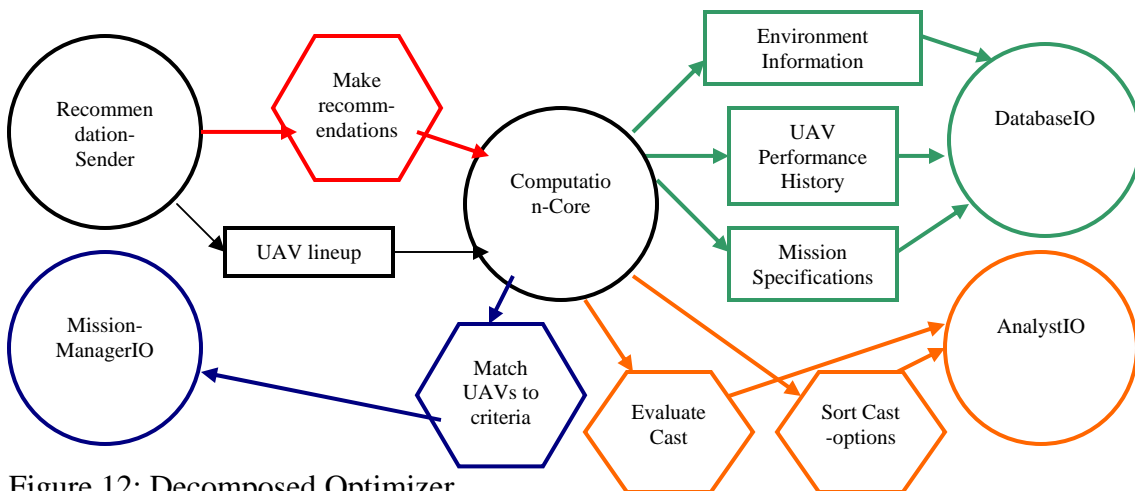 Recommen
dation-
Sender
Make
recomm-
endations
UAV lineup
Mission-
ManagerIO
Computatio
n-Core
Match
UAVs to
criteria
Environment
Information
UAV
Performance
History
Mission
Specifications
DatabaseIO
Evaluate
Cast
Sort Cast
-options
AnalystIO
Figure 12: Decomposed Optimizer